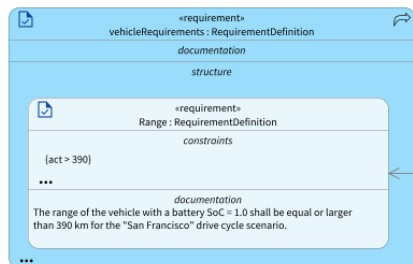 «requirement»
vehicleRequirements : RequirementDefinition
documentation
structure
«requirement»
Range : RequirementDefinition
constraints
{act > 390}
...
documentation
The range of the vehicle with a battery SoC = 1.0 shall be equal or larger
than 390 km for the "San Francisco" drive cycle scenario.
...